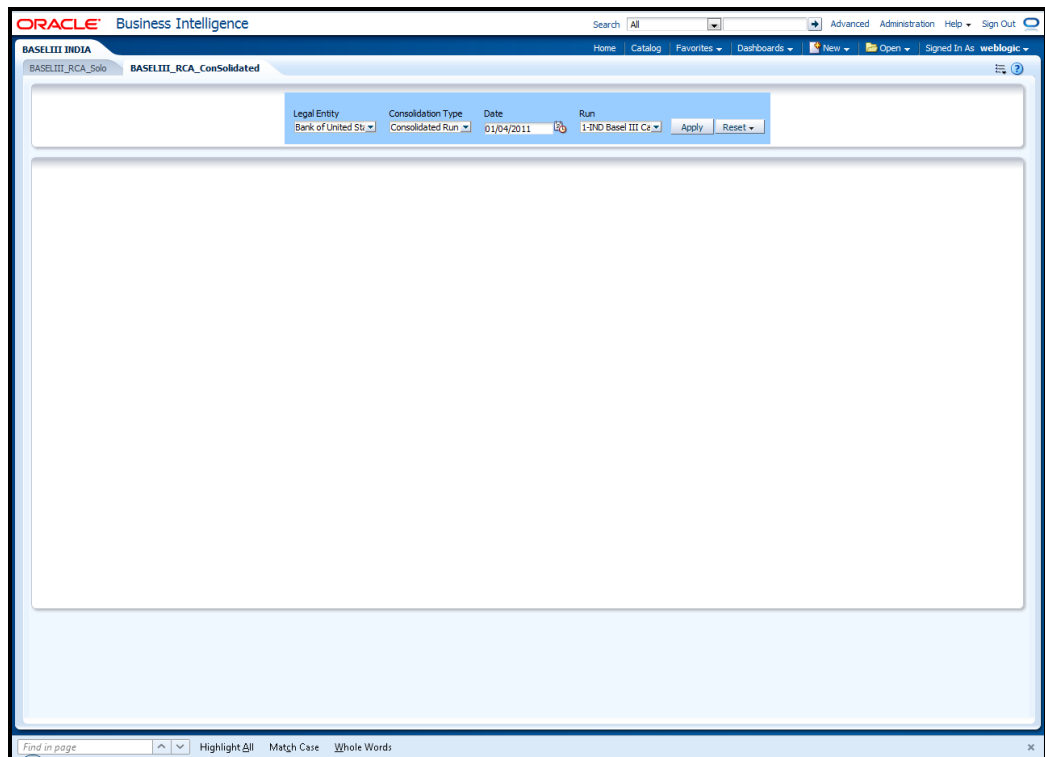 ORACLE Business Intelligence Search All Advanced Administration Help Sign Out
BASELIII INDIA Home Catalog Favorites Dashboards New Open Signed In As weblogic
BASELIII_RCA_Solo BASELIII_RCA_ConSolidated
Legal Entity Consolidation Type Date Run
Bank of United Sta Consolidated Run 01/04/2011 1-IND Basel III Ca Apply Reset
Find in page Highlight All Match Case Whole Words